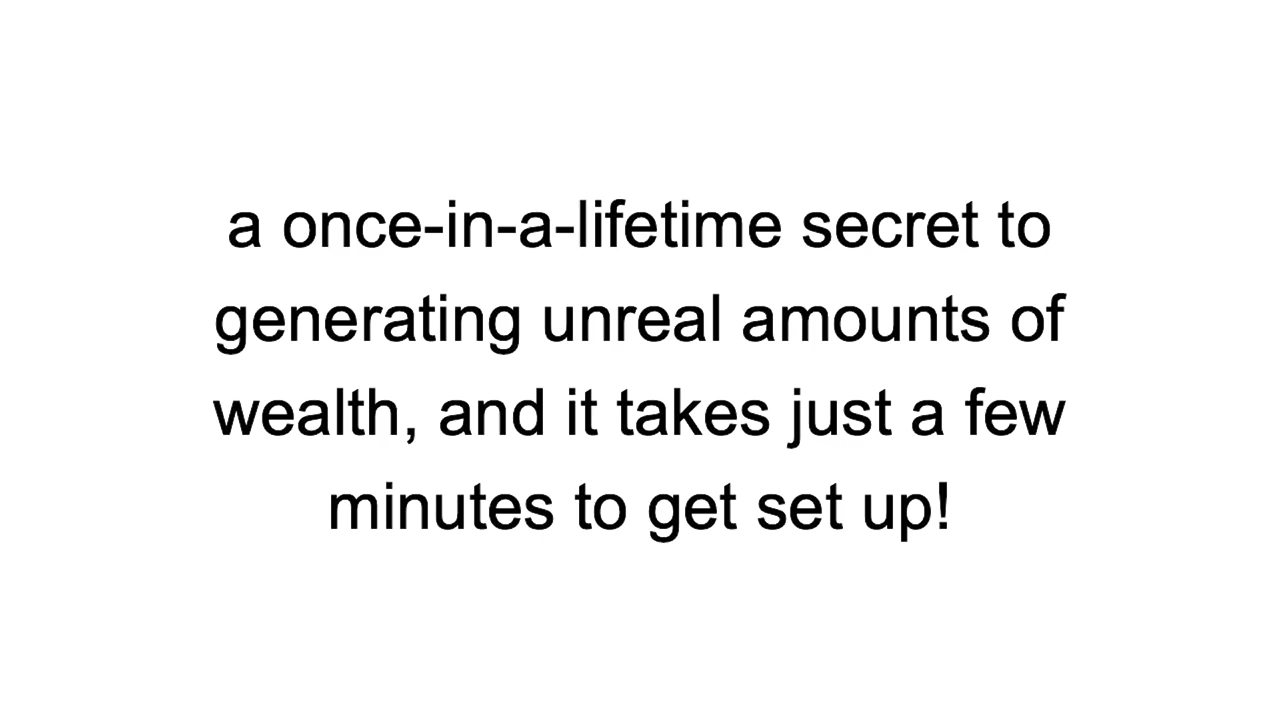 a once-in-a-lifetime secret to
generating unreal amounts of
wealth, and it takes just a few
minutes to get set up!